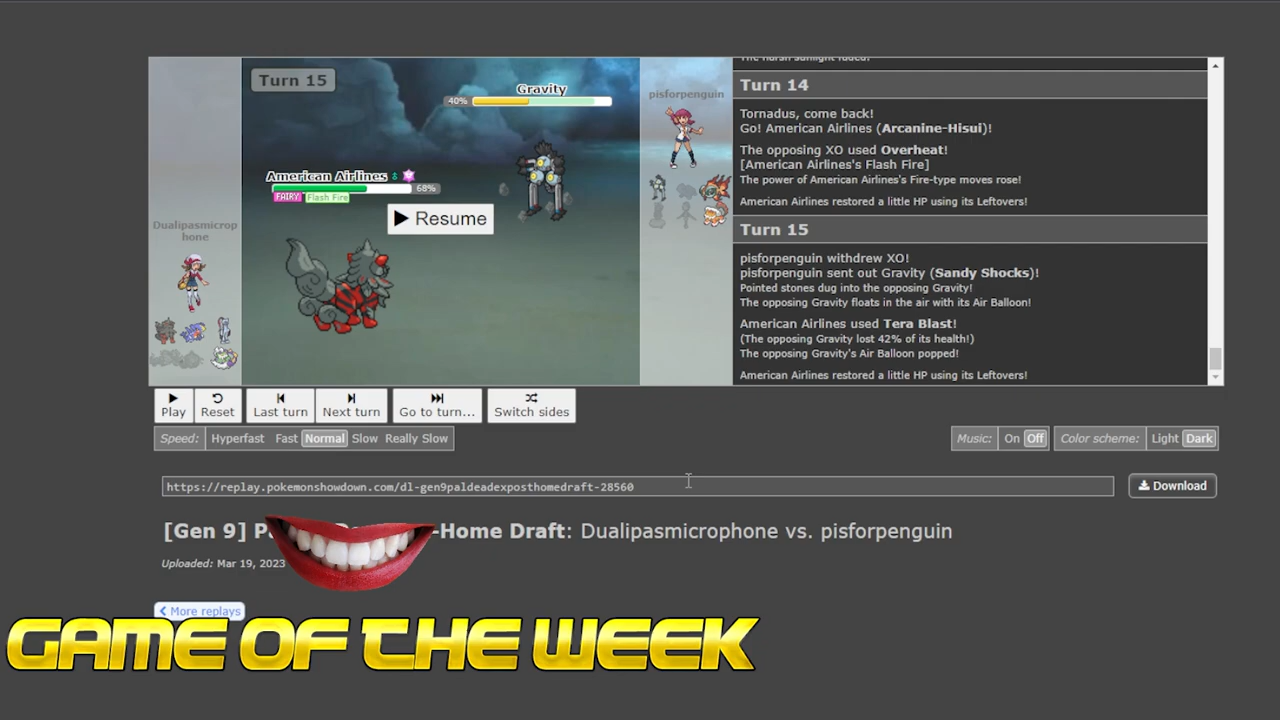 Turn 15
Gravity
40%
American Airlines
68%
FAIRY Flash Fire
Resume
Dualipasmicrop
hone
pisforpenguin
The harsh sunlight faded.
Turn 14
Tornadus, come back!
Go! American Airlines (Arcanine-Hisui)!
The opposing XO used Overheat!
[American Airlines's Flash Fire]
The power of American Airlines's Fire-type moves rose!
American Airlines restored a little HP using its Leftovers!
Turn 15
pisforpenguin withdrew XO!
pisforpenguin sent out Gravity (Sandy Shocks)!
Pointed stones dug into the opposing Gravity!
The opposing Gravity floats in the air with its Air Balloon!
American Airlines used Tera Blast!
(The opposing Gravity lost 42% of its health!)
The opposing Gravity's Air Balloon popped!
American Airlines restored a little HP using its Leftovers!
Play Reset Last turn Next turn Go to turn... Switch sides
Speed: Hyperfast Fast Normal Slow Really Slow
Music: On Off Color scheme: Light Dark
https://replay.pokemonshowdown.com/dl-gen9paldeadexposthomedraft-28560
Download
[Gen 9] P -Home Draft: Dualipasmicrophone vs. pisforpenguin
Uploaded: Mar 19, 2023
More replays
GAME OF THE WEEK